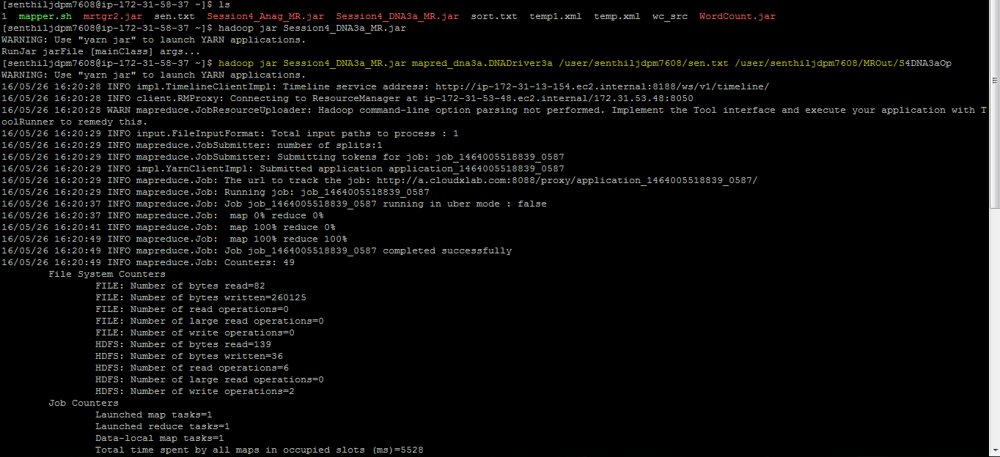 [senthiljdpm7608@ip-172-31-58-37 ~]$ ls
1  mapper.sh  mrtgr2.jar  sen.txt  Session4_Anag_MR.jar  Session4_DNA3a_MR.jar  sort.txt  temp1.xml  temp.xml  wc_src  WordCount.jar
[senthiljdpm7608@ip-172-31-58-37 ~]$ hadoop jar Session4_DNA3a_MR.jar
WARNING: Use "yarn jar" to launch YARN applications.
RunJar jarFile [mainClass] args...
[senthiljdpm7608@ip-172-31-58-37 ~]$ hadoop jar Session4_DNA3a_MR.jar mapred_dna3a.DNADriver3a /user/senthiljdpm7608/sen.txt /user/senthiljdpm7608/MROut/S4DNA3aOp
WARNING: Use "yarn jar" to launch YARN applications.
16/05/26 16:20:28 INFO impl.TimelineClientImpl: Timeline service address: http://ip-172-31-13-154.ec2.internal:8188/ws/v1/timeline/
16/05/26 16:20:28 INFO client.RMProxy: Connecting to ResourceManager at ip-172-31-53-48.ec2.internal/172.31.53.48:8050
16/05/26 16:20:28 WARN mapreduce.JobResourceUploader: Hadoop command-line option parsing not performed. Implement the Tool interface and execute your application with T
oolRunner to remedy this.
16/05/26 16:20:29 INFO input.FileInputFormat: Total input paths to process : 1
16/05/26 16:20:29 INFO mapreduce.JobSubmitter: number of splits:1
16/05/26 16:20:29 INFO mapreduce.JobSubmitter: Submitting tokens for job: job_1464005518839_0587
16/05/26 16:20:29 INFO impl.YarnClientImpl: Submitted application application_1464005518839_0587
16/05/26 16:20:29 INFO mapreduce.Job: The url to track the job: http://a.cloudxlab.com:8088/proxy/application_1464005518839_0587/
16/05/26 16:20:29 INFO mapreduce.Job: Running job: job_1464005518839_0587
16/05/26 16:20:37 INFO mapreduce.Job: Job job_1464005518839_0587 running in uber mode : false
16/05/26 16:20:37 INFO mapreduce.Job:  map 0% reduce 0%
16/05/26 16:20:41 INFO mapreduce.Job:  map 100% reduce 0%
16/05/26 16:20:49 INFO mapreduce.Job:  map 100% reduce 100%
16/05/26 16:20:49 INFO mapreduce.Job: Job job_1464005518839_0587 completed successfully
16/05/26 16:20:49 INFO mapreduce.Job: Counters: 49
File System Counters
FILE: Number of bytes read=82
FILE: Number of bytes written=260125
FILE: Number of read operations=0
FILE: Number of large read operations=0
FILE: Number of write operations=0
HDFS: Number of bytes read=139
HDFS: Number of bytes written=36
HDFS: Number of read operations=6
HDFS: Number of large read operations=0
HDFS: Number of write operations=2
Job Counters
Launched map tasks=1
Launched reduce tasks=1
Data-local map tasks=1
Total time spent by all maps in occupied slots (ms)=5528